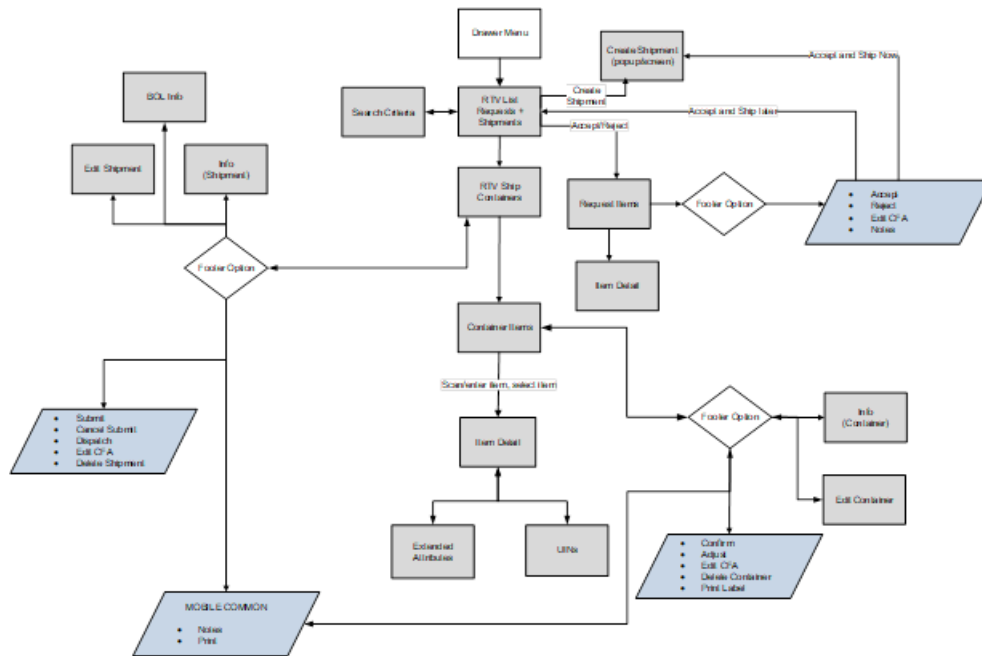 Drawer Menu
Create Shipment
(popup/screen)
Accept and Ship Now
BOL Info
Search Criteria
RTV List
Requests +
Shipments
Create
Shipment
Accept and Ship later
Accept/Reject
Edit Shipment
Info
(Shipment)
RTV Ship
Containers
Request Items
Footer Option
• Accept
• Reject
• Edit CFA
• Notes
Footer Option
Item Detail
Container Items
Scan/enter item, select item
• Submit
• Cancel Submit
• Dispatch
• Edit CFA
• Delete Shipment
Item Detail
Footer Option
Info
(Container)
Edit Container
Extended
Attributes
UINs
• Confirm
• Adjust
• Edit CFA
• Delete Container
• Print Label
MOBILE COMMON
• Notes
• Print